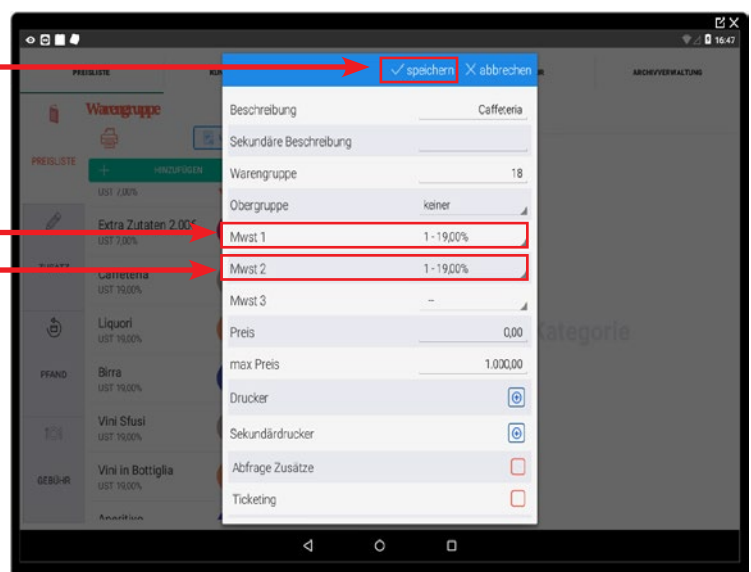 16:47
PREISLISTE
ARCHIVVERWALTUNG
speichern abbrechen
Warengruppe
PREISLISTE
HINZUFÜGEN
UST 7,00%
Extra Zutaten 2.00€
UST 7,00%
ZUSATZ
Caffeteria
UST 19,00%
Liquori
UST 19,00%
PFAND
Birra
UST 19,00%
Vini Sfusi
UST 19,00%
GEBÜHR
Vini in Bottiglia
UST 19,00%
Aperitivo
Beschreibung Caffeteria
Sekundäre Beschreibung
Warengruppe 18
Obergruppe keiner
Mwst 1 1 - 19,00%
Mwst 2 1 - 19,00%
Mwst 3 --
Preis 0,00
max Preis 1.000,00
Drucker
Sekundärdrucker
Abfrage Zusätze
Ticketing
Kategorie